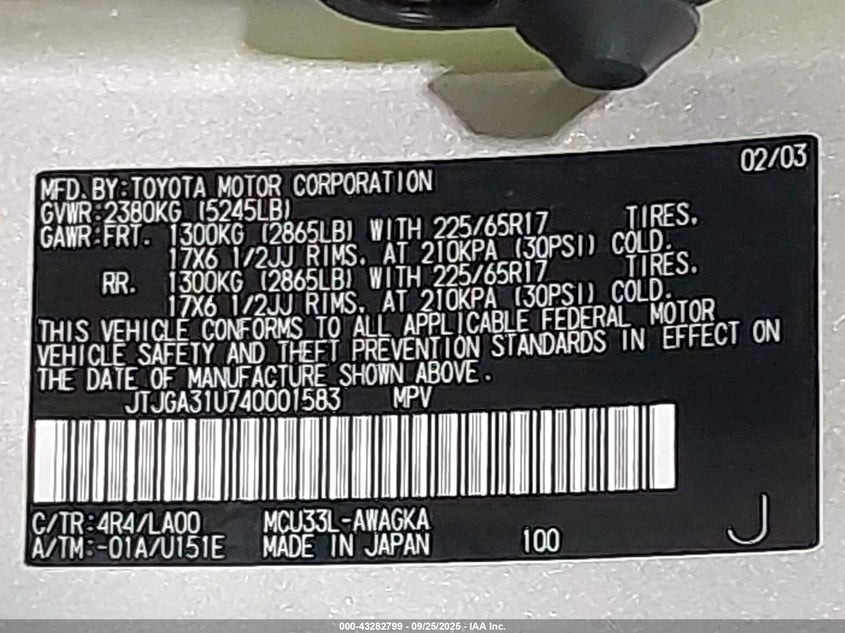 02/03
MFD.BY:TOYOTA MOTOR CORPORATION
GVWR:2380KG (5245LB)
GAWR:FRT. 1300KG (2865LB) WITH 225/65R17 TIRES,
17X6 1/2JJ RIMS, AT 210KPA (30PSI) COLD.
RR. 1300KG (2865LB) WITH 225/65R17 TIRES,
17X6 1/2JJ RIMS, AT 210KPA (30PSI) COLD.
THIS VEHICLE CONFORMS TO ALL APPLICABLE FEDERAL MOTOR
VEHICLE SAFETY AND THEFT PREVENTION STANDARDS IN EFFECT ON
THE DATE OF MANUFACTURE SHOWN ABOVE.
JTJGA31U740001583 MPV
C/TR:4R4/LA00 MCU33L-AWAGKA
A/TM:-01A/U151E MADE IN JAPAN 100 J
000-43282799 - 09/25/2025 - IAA Inc.